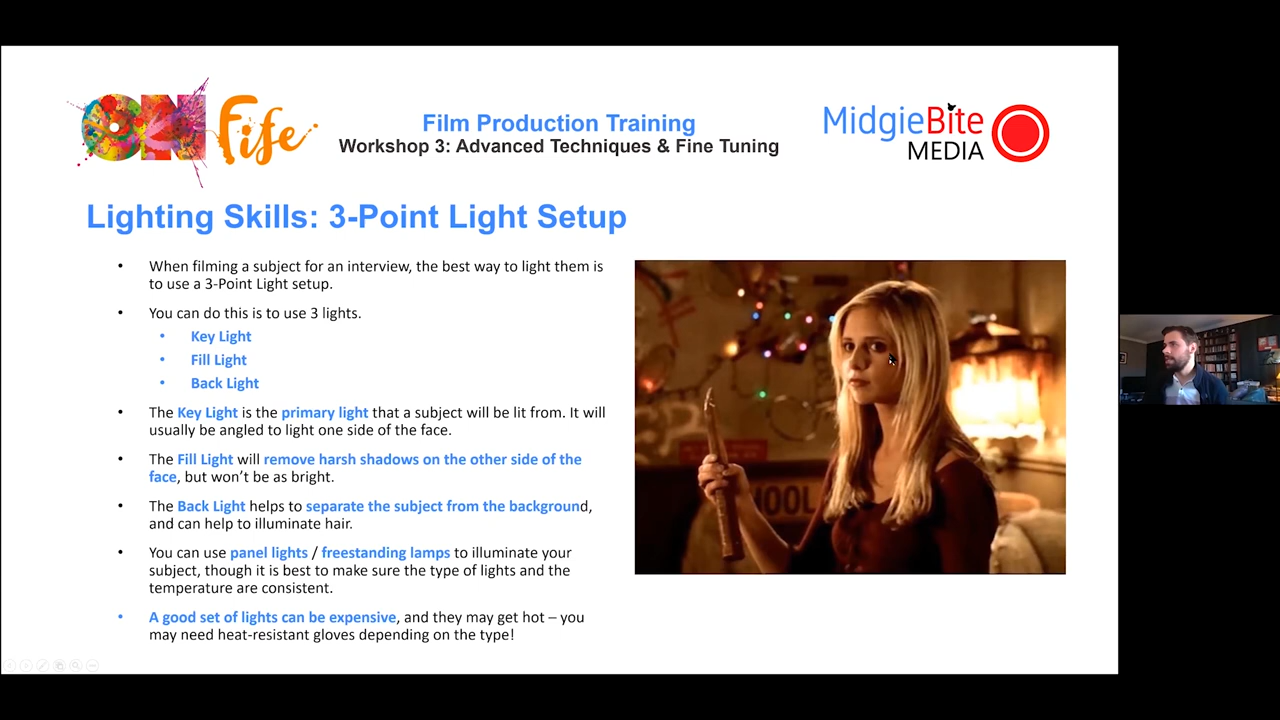 ON Fife
Film Production Training
Workshop 3: Advanced Techniques & Fine Tuning
MidgieBite
MEDIA
Lighting Skills: 3-Point Light Setup
• When filming a subject for an interview, the best way to light them is
to use a 3-Point Light setup.
• You can do this is to use 3 lights.
• Key Light
• Fill Light
• Back Light
• The Key Light is the primary light that a subject will be lit from. It will
usually be angled to light one side of the face.
• The Fill Light will remove harsh shadows on the other side of the
face, but won’t be as bright.
• The Back Light helps to separate the subject from the background,
and can help to illuminate hair.
• You can use panel lights / freestanding lamps to illuminate your
subject, though it is best to make sure the type of lights and the
temperature are consistent.
• A good set of lights can be expensive, and they may get hot – you
may need heat-resistant gloves depending on the type!
HOOL